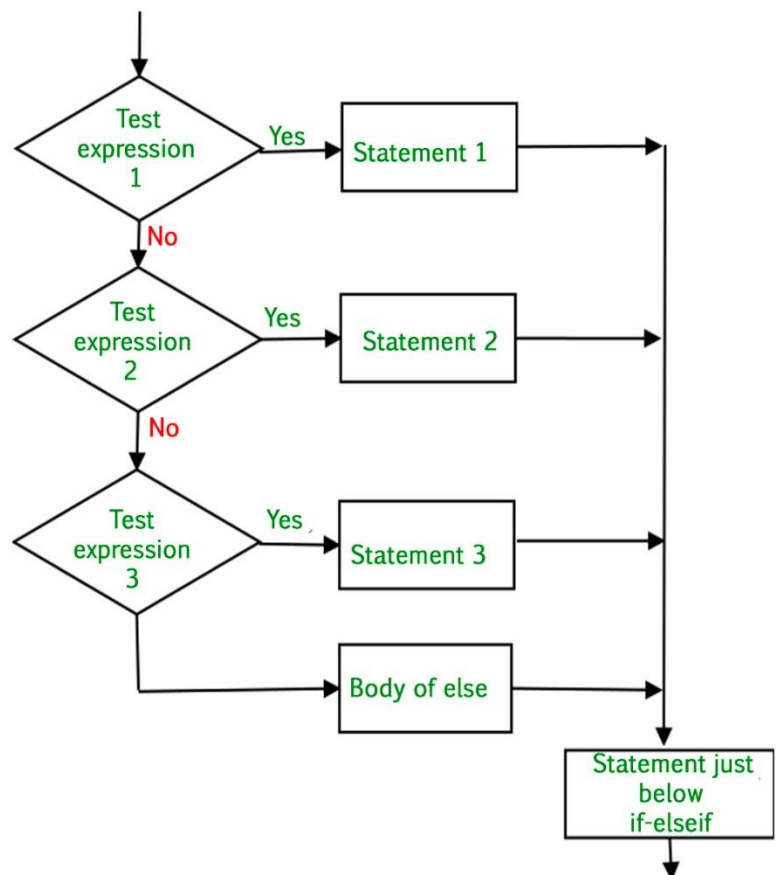 Test
expression
1
Yes
Statement 1
No
Test
expression
2
Yes
Statement 2
No
Test
expression
3
Yes
Statement 3
Body of else
Statement just
below
if-elseif